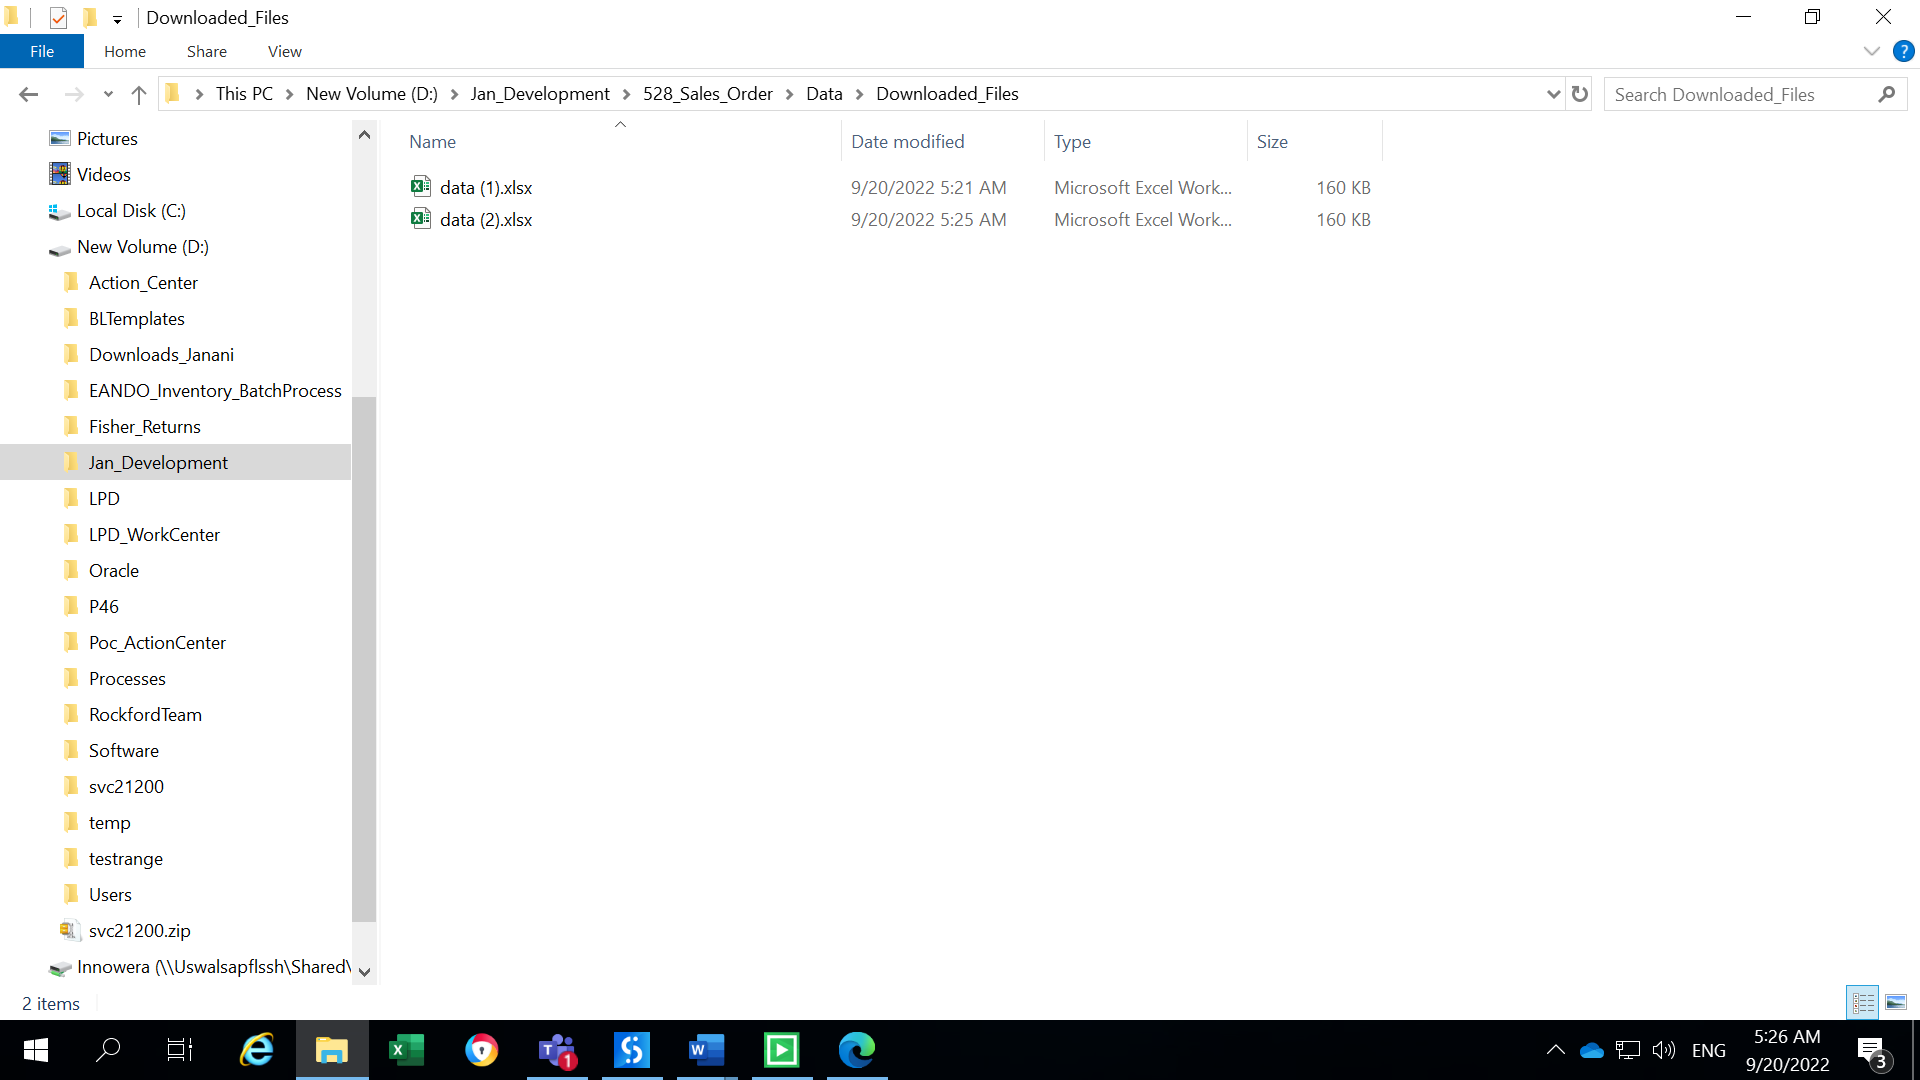 Downloaded_Files
File Home Share View
?
This PC New Volume (D:) Jan_Development 528_Sales_Order Data Downloaded_Files Search Downloaded_Files
Name Date modified Type Size
data (1).xlsx 9/20/2022 5:21 AM Microsoft Excel Work... 160 KB
data (2).xlsx 9/20/2022 5:25 AM Microsoft Excel Work... 160 KB
Pictures
Videos
Local Disk (C:)
New Volume (D:)
Action_Center
BLTemplates
Downloads_Janani
EANDO_Inventory_BatchProcess
Fisher_Returns
Jan_Development
LPD
LPD_WorkCenter
Oracle
P46
Poc_ActionCenter
Processes
RockfordTeam
Software
svc21200
temp
testrange
Users
svc21200.zip
Innowera (\\Uswalsapflssh\Shared\
2 items
ENG 5:26 AM
9/20/2022
1
3